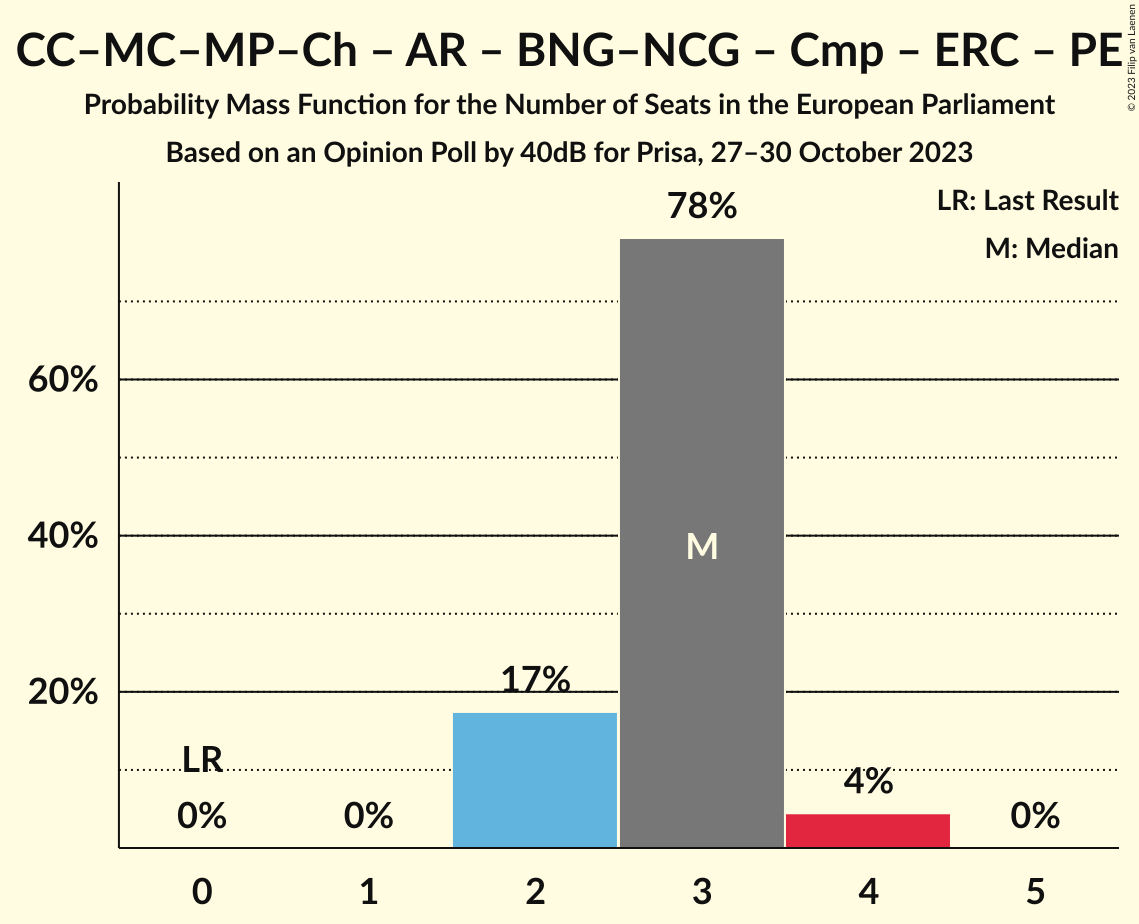 CC–MC–MP–Ch – AR – BNG–NCG – Cmp – ERC – PE
© 2023 Filip van Laenen
Probability Mass Function for the Number of Seats in the European Parliament
Based on an Opinion Poll by 40dB for Prisa, 27–30 October 2023
LR: Last Result
M: Median
78%
60%
40%
M
20%
17%
LR
4%
0%
0%
0%
0
1
2
3
4
5